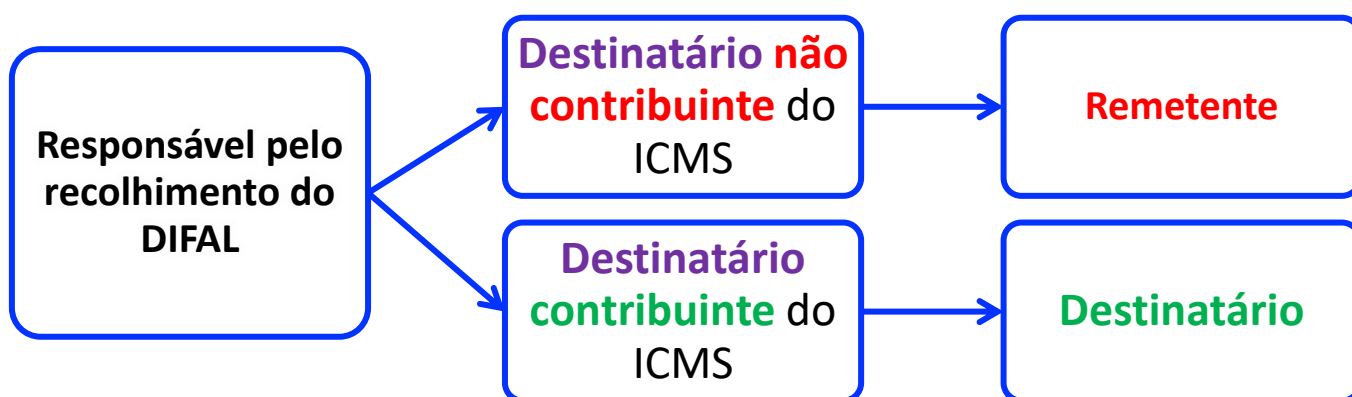 Responsável pelo
recolhimento do
DIFAL
Destinatário não
contribuinte do
ICMS
Remetente
Destinatário
contribuinte do
ICMS
Destinatário